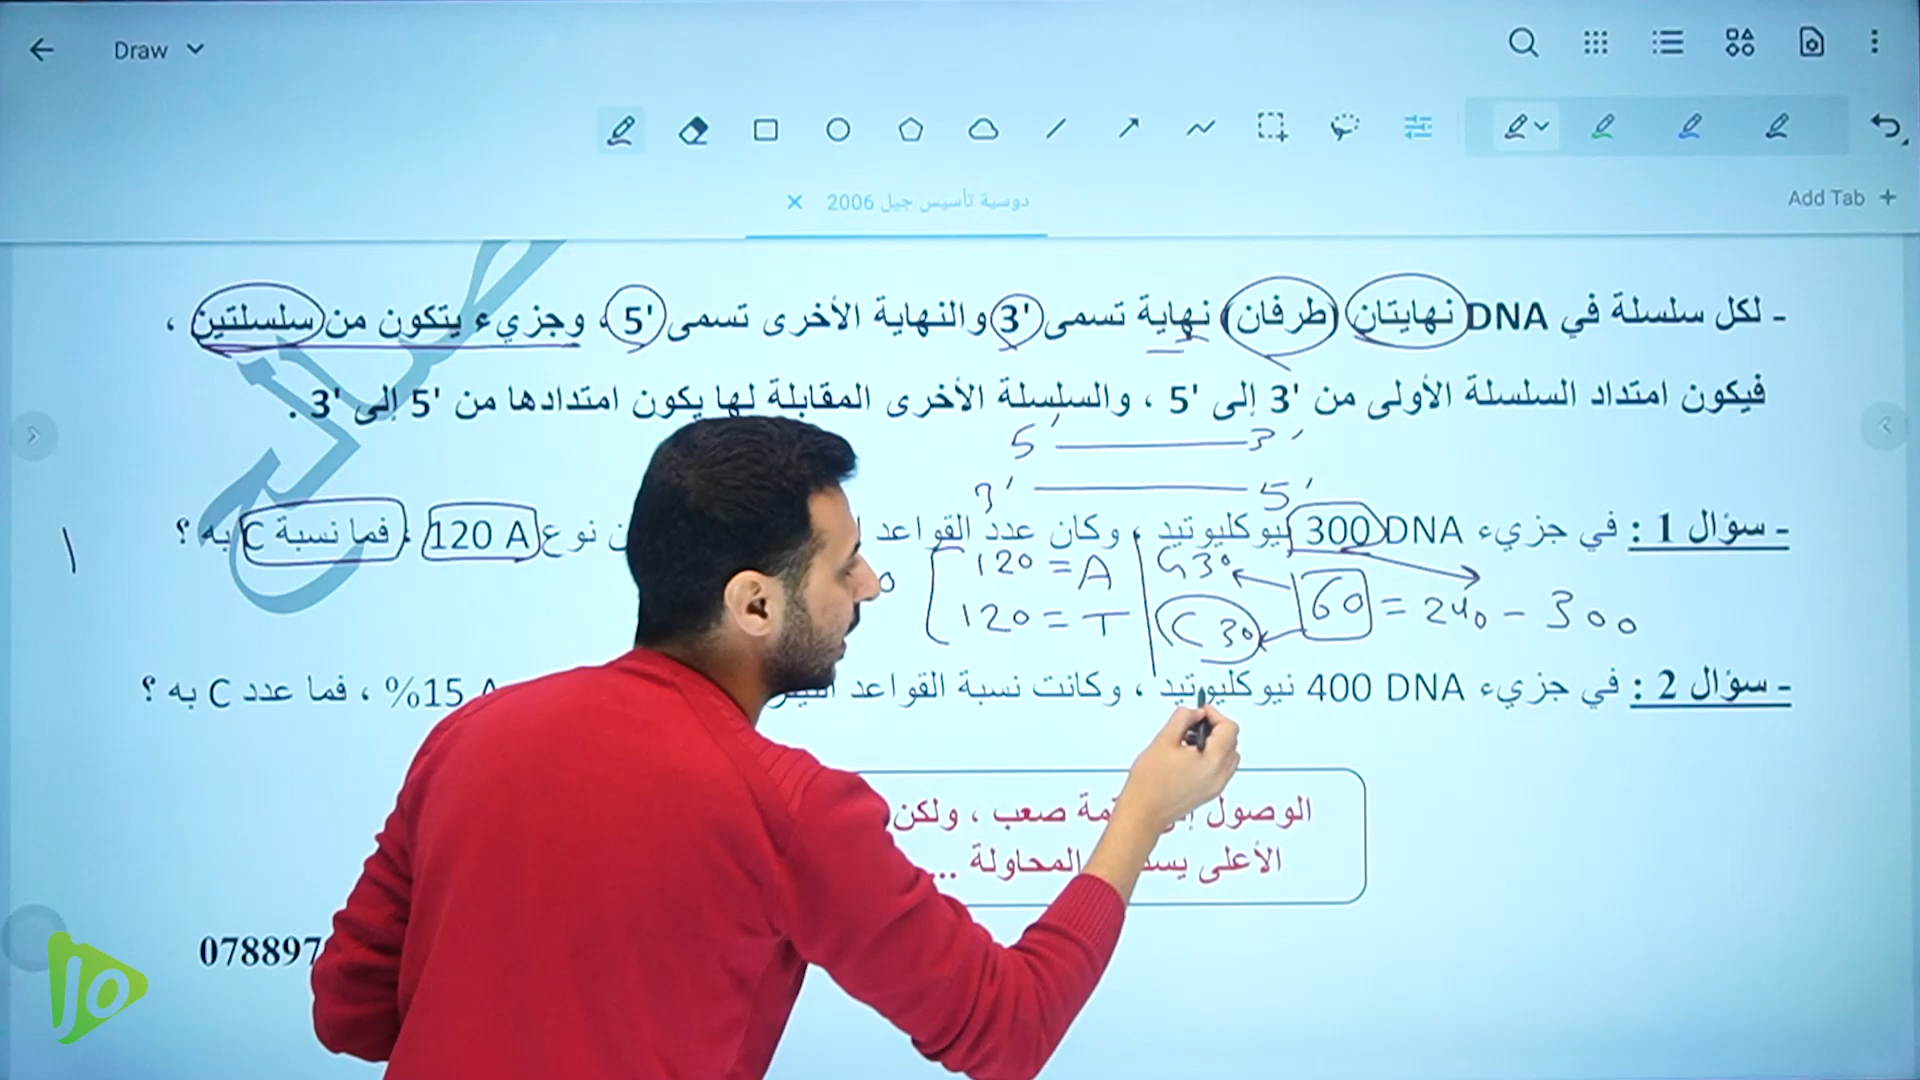 Draw
دوسية تأسيس جيل 2006
Add Tab +
- لكل سلسلة في DNA نهايتان (طرفان) نهاية تسمى 3' والنهاية الأخرى تسمى 5' ، وجزيء يتكون من سلسلتين ،
فيكون امتداد السلسلة الأولى من 3' إلى 5' ، والسلسلة الأخرى المقابلة لها يكون امتدادها من 5' إلى 3' .
5' 3'
3' 5'
- سؤال 1 : في جزيء DNA 300 نيوكليوتيد ، وكان عدد القواعد نوع 120 A ، فما نسبة C به ؟
120 = A
G 30
120 = T
C 30
60 = 240 - 300
- سؤال 2 : في جزيء DNA 400 نيوكليوتيد ، وكانت نسبة القواعد %15 ، فما عدد C به ؟
الوصول صعب ، ولكن
الأعلى المحاولة ...
07889
Jo
صالح